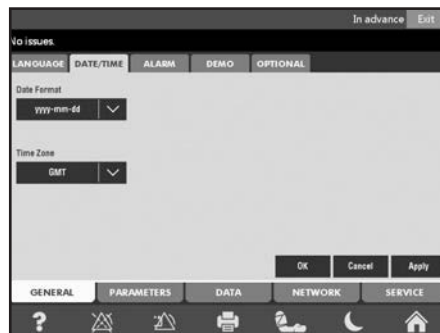 In advance Exit
No issues.
LANGUAGE DATE/TIME ALARM DEMO OPTIONAL
Date Format
yyyy-mm-dd
Time Zone
GMT
OK Cancel Apply
GENERAL PARAMETERS DATA NETWORK SERVICE
?